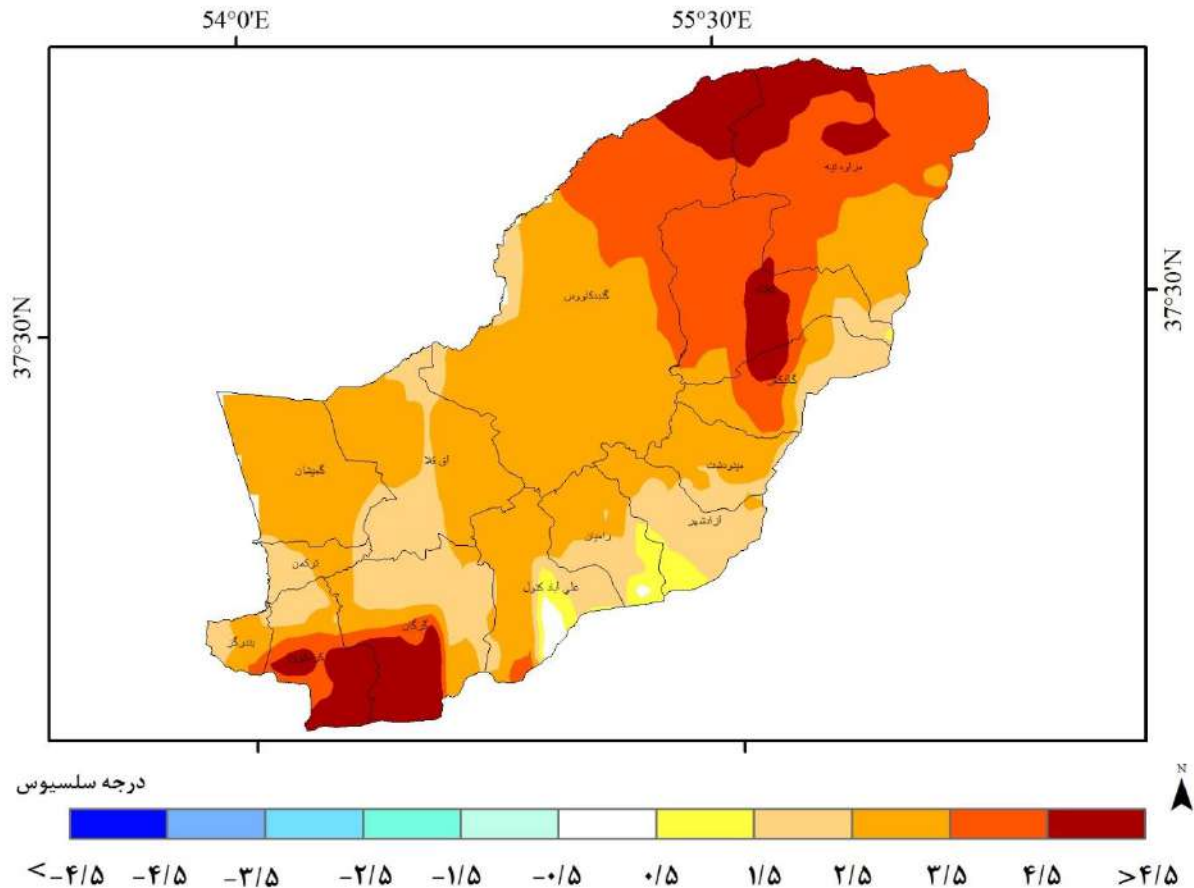 54°0'E 55°30'E
37°30'N
37°30'N
مراوه تپه
گنبدکاووس
کلاله
گالیکش
مینودشت
آق قلا
گمیشان
آزادشهر
رامیان
ترکمن
علی آباد کتول
گرگان
بندرگز
کردکوی
درجه سلسیوس
N
<-۴/۵ -۴/۵ -۳/۵ -۲/۵ -۱/۵ -۰/۵ ۰/۵ ۱/۵ ۲/۵ ۳/۵ ۴/۵ >۴/۵